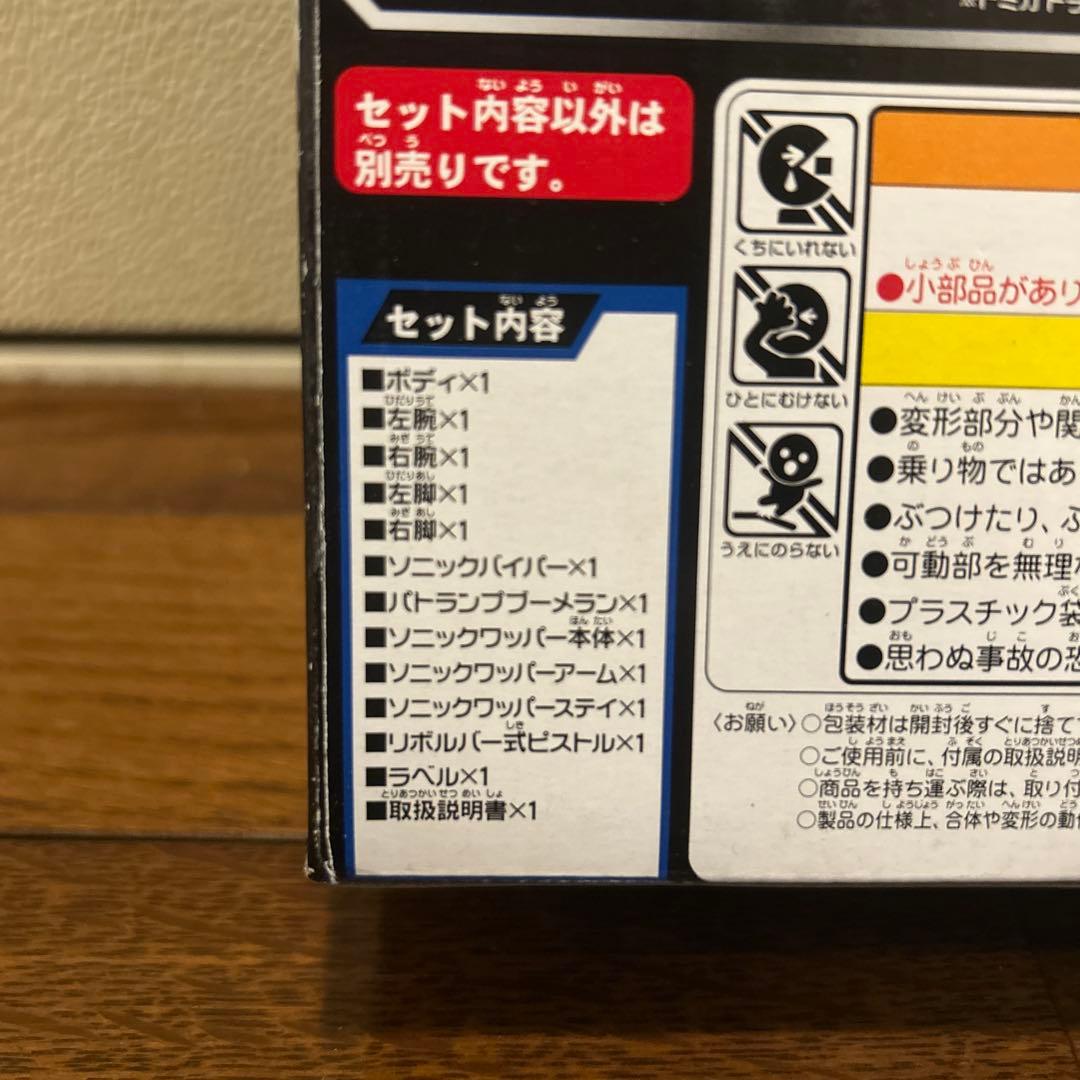 ※トミカドラ
セット内容以外は
別売りです。
セット内容
■ボディ×1
■左腕×1
■右腕×1
■左脚×1
■右脚×1
■ソニックバイパー×1
■パトランプブーメラン×1
■ソニックワッパー本体×1
■ソニックワッパーアーム×1
■ソニックワッパーステイ×1
■リボルバー式ピストル×1
■ラベル×1
■取扱説明書×1
くちにいれない
ひとにむけない
うえにのらない
●小部品があり
●変形部分や関
●乗り物ではあ
●ぶつけたり、ぶ
●可動部を無理な
●プラスチック袋
●思わぬ事故の恐
〈お願い〉○包装材は開封後すぐに捨て
○ご使用前に、付属の取扱説明
○商品を持ち運ぶ際は、取り付
○製品の仕様上、合体や変形の動